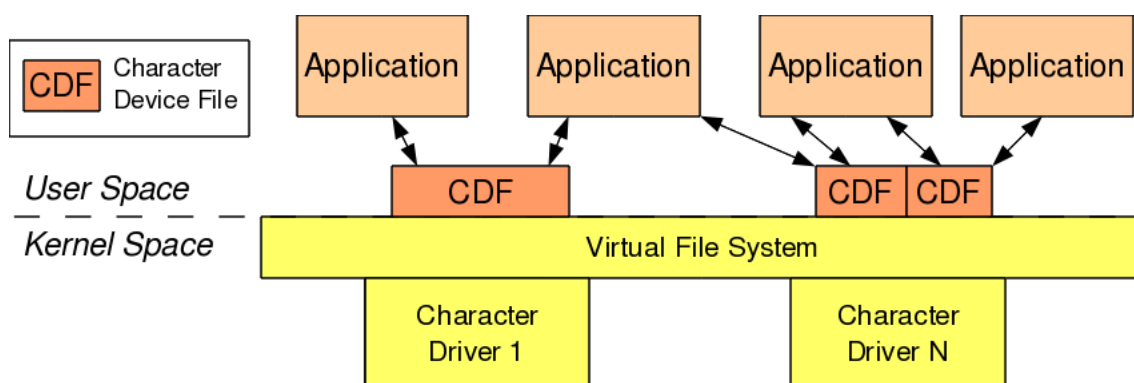 CDF
Character
Device File
Application
Application
Application
Application
User Space
CDF
CDF
CDF
Kernel Space
Virtual File System
Character
Driver 1
Character
Driver N